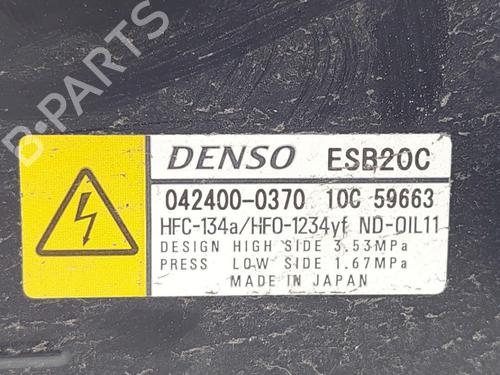 DENSO ESB20C
042400-0370 10C 59663
HFC-134a/HFO-1234yf ND-OIL11
DESIGN HIGH SIDE 3.53MPa
PRESS LOW SIDE 1.67MPa
MADE IN JAPAN
B-PARTS